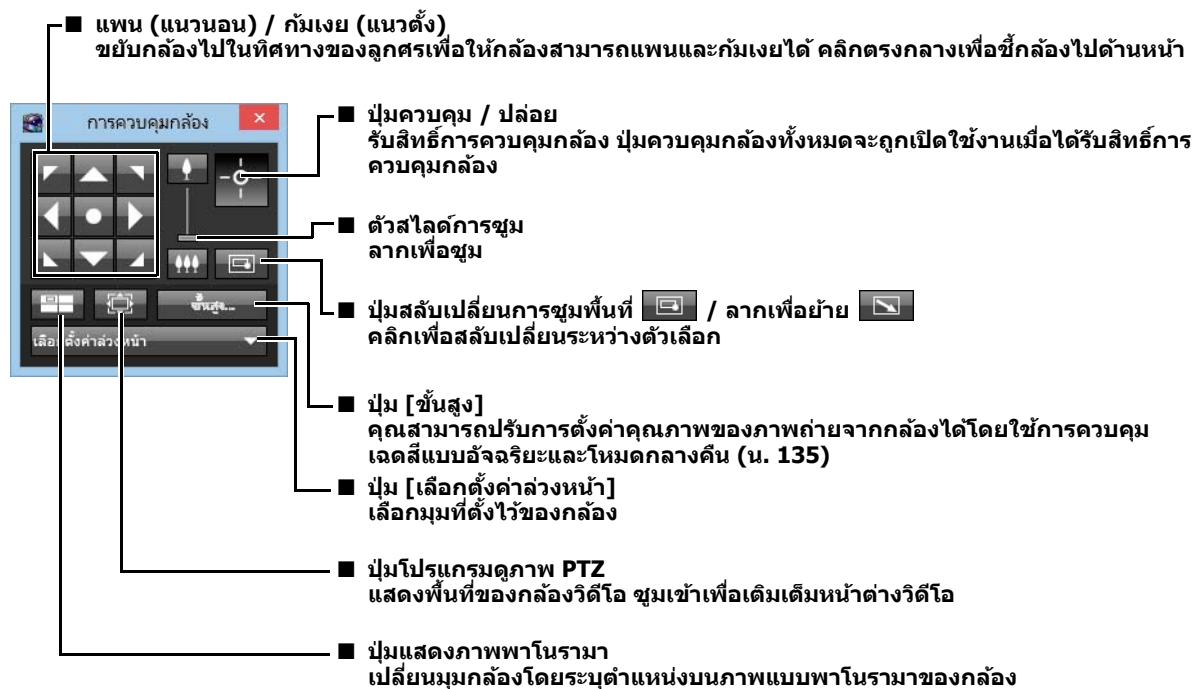 ■ แพน (แนวนอน) / ก้มเงย (แนวตั้ง)
ขยับกล้องไปในทิศทางของลูกศรเพื่อให้กล้องสามารถแพนและก้มเงยได้ คลิกตรงกลางเพื่อชี้กล้องไปด้านหน้า
การควบคุมกล้อง
■ ปุ่มควบคุม / ปล่อย
รับสิทธิ์การควบคุมกล้อง ปุ่มควบคุมกล้องทั้งหมดจะถูกเปิดใช้งานเมื่อได้รับสิทธิ์การ
ควบคุมกล้อง
■ ตัวสไลด์การซูม
ลากเพื่อซูม
■ ปุ่มสลับเปลี่ยนการซูมพื้นที่ / ลากเพื่อย้าย
คลิกเพื่อสลับเปลี่ยนระหว่างตัวเลือก
ขั้นสูง...
เลือกตั้งค่าล่วงหน้า
■ ปุ่ม [ขั้นสูง]
คุณสามารถปรับการตั้งค่าคุณภาพของภาพถ่ายจากกล้องได้โดยใช้การควบคุม
เฉดสีแบบอัจฉริยะและโหมดกลางคืน (น. 135)
■ ปุ่ม [เลือกตั้งค่าล่วงหน้า]
เลือกมุมที่ตั้งไว้ของกล้อง
■ ปุ่มโปรแกรมดูภาพ PTZ
แสดงพื้นที่ของกล้องวิดีโอ ซูมเข้าเพื่อเติมเต็มหน้าต่างวิดีโอ
■ ปุ่มแสดงภาพพาโนรามา
เปลี่ยนมุมกล้องโดยระบุตำแหน่งบนภาพแบบพาโนรามาของกล้อง